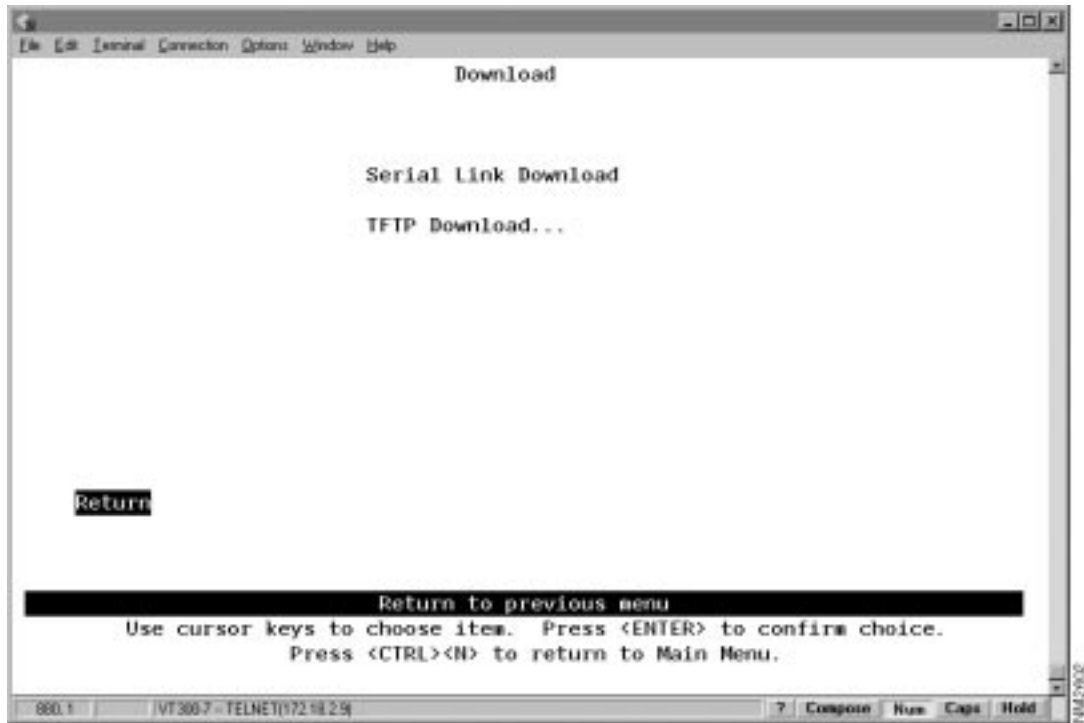 File Edit Terminal Connection Options Window Help
Download
Serial Link Download
TFTP Download...
Return
Return to previous menu
Use cursor keys to choose item. Press <ENTER> to confirm choice.
Press <CTRL><N> to return to Main Menu.
880, 1 VT300-7 - TELNET(172.18.2.9) ? Compose Num Caps Hold